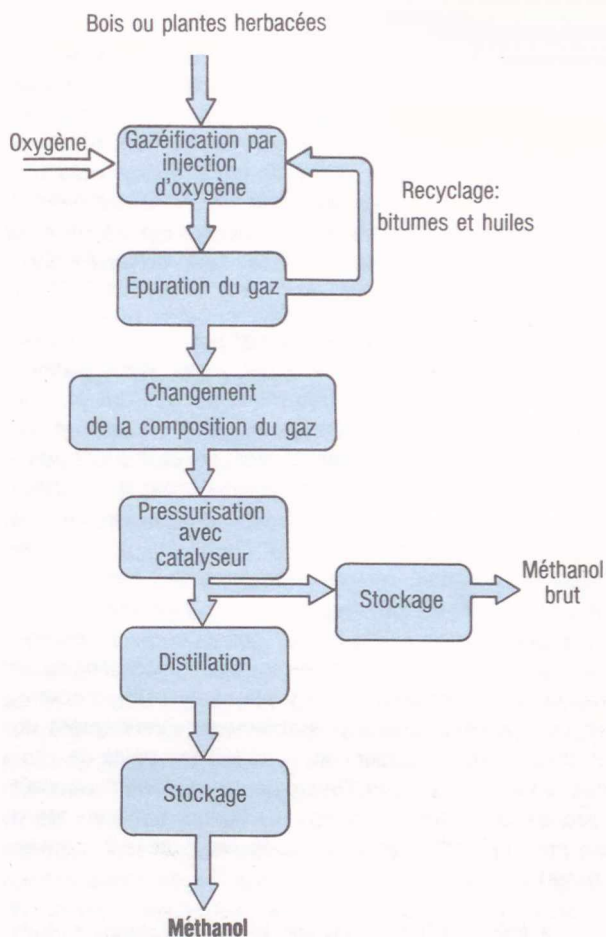 Bois ou plantes herbacées
Oxygène
Gazéification par
injection
d'oxygène
Recyclage:
bitumes et huiles
Epuration du gaz
Changement
de la composition du gaz
Pressurisation
avec
catalyseur
Stockage
Méthanol
brut
Distillation
Stockage
Méthanol